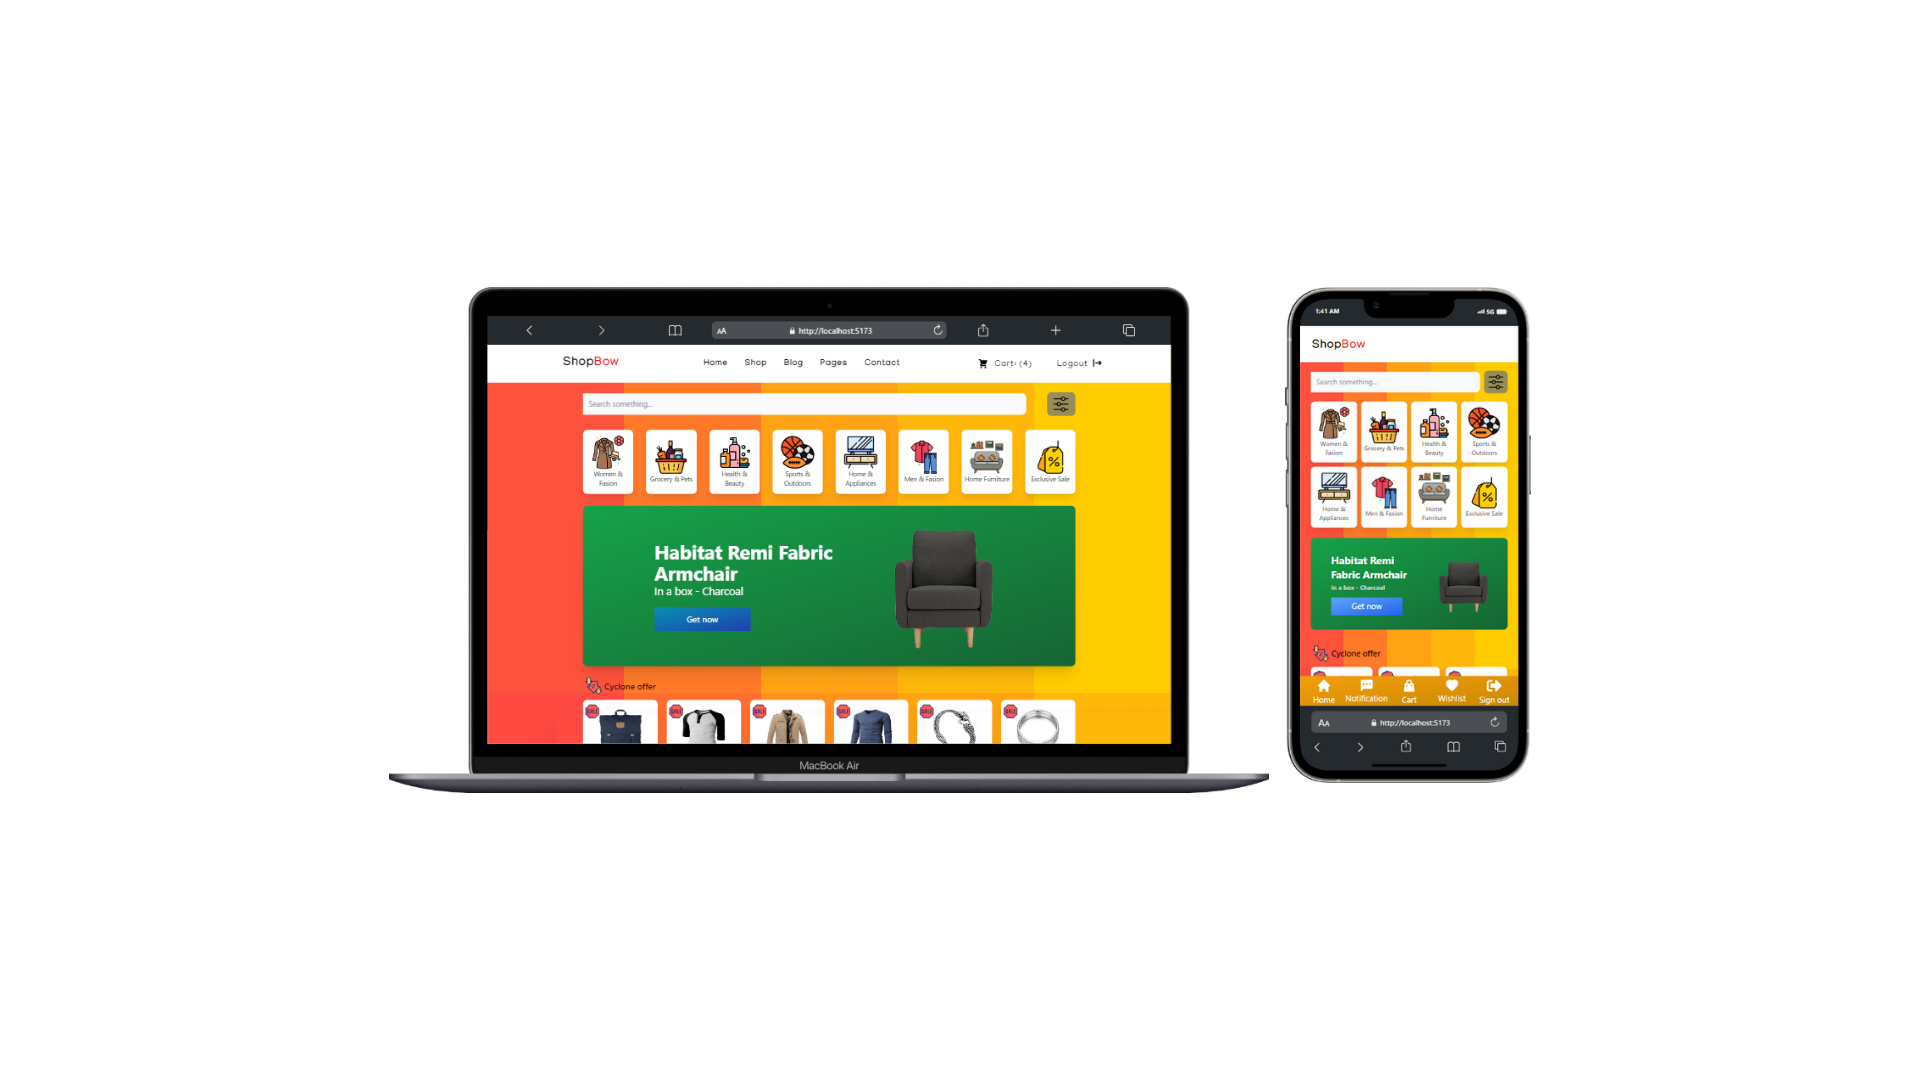 AA
http://localhost:5173
ShopBow
Home
Shop
Blog
Pages
Contact
Cart: (4)
Logout
Search something...
Women &
Fasion
Grocery & Pets
Health &
Beauty
Sports &
Outdoors
Home &
Appliances
Men & Fasion
Home Furniture
Exclusive Sale
Habitat Remi Fabric
Armchair
In a box - Charcoal
Get now
Cyclone offer
SALE
SALE
SALE
SALE
SALE
SALE
MacBook Air
1:41 AM
5G
ShopBow
Search something...
Women &
Fasion
Grocery & Pets
Health &
Beauty
Sports &
Outdoors
Home &
Appliances
Men & Fasion
Home
Furniture
Exclusive Sale
Habitat Remi
Fabric Armchair
In a box - Charcoal
Get now
Cyclone offer
Home
Notification
Cart
Wishlist
Sign out
AA
http://localhost:5173